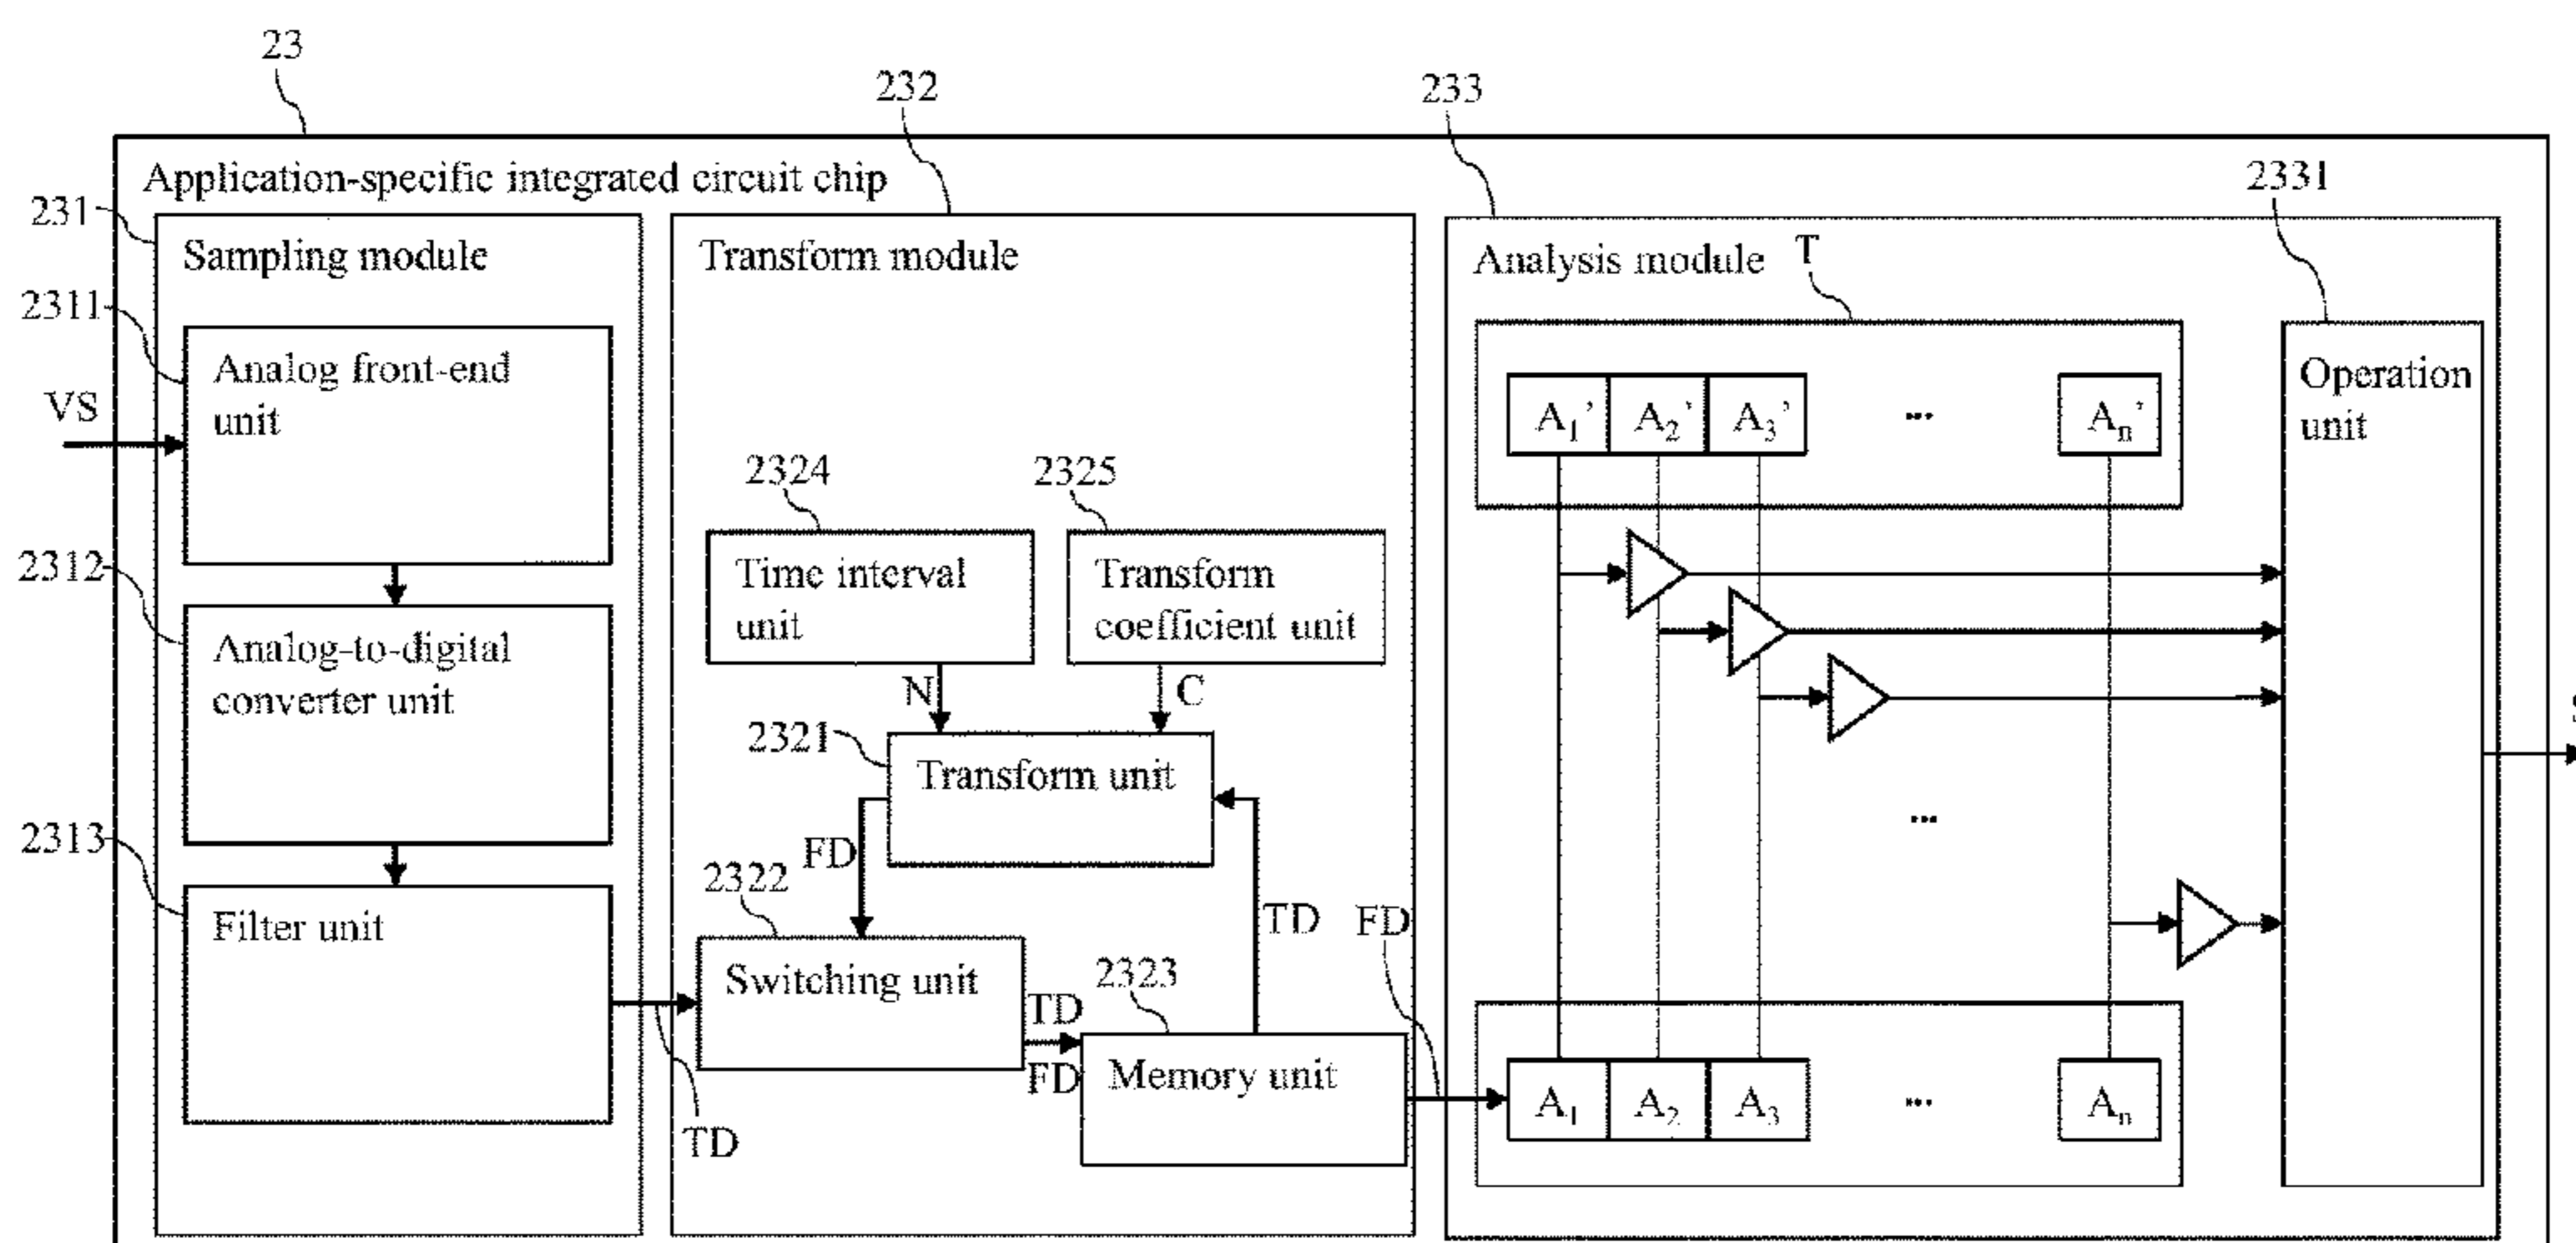 23
232
233
Application-specific integrated circuit chip
2331
231
Sampling module
Transform module
Analysis module
T
2311
Analog front-end
unit
VS
A₁’ A₂’ A₃’ ... Aₙ’
Operation
unit
2324
2325
2312
Time interval
unit
Transform
coefficient unit
Analog-to-digital
converter unit
N
C
2321
Transform unit
...
2313
FD
2322
TD
FD
Filter unit
Switching unit
2323
TD
FD
Memory unit
A₁ A₂ A₃ ... Aₙ
TD